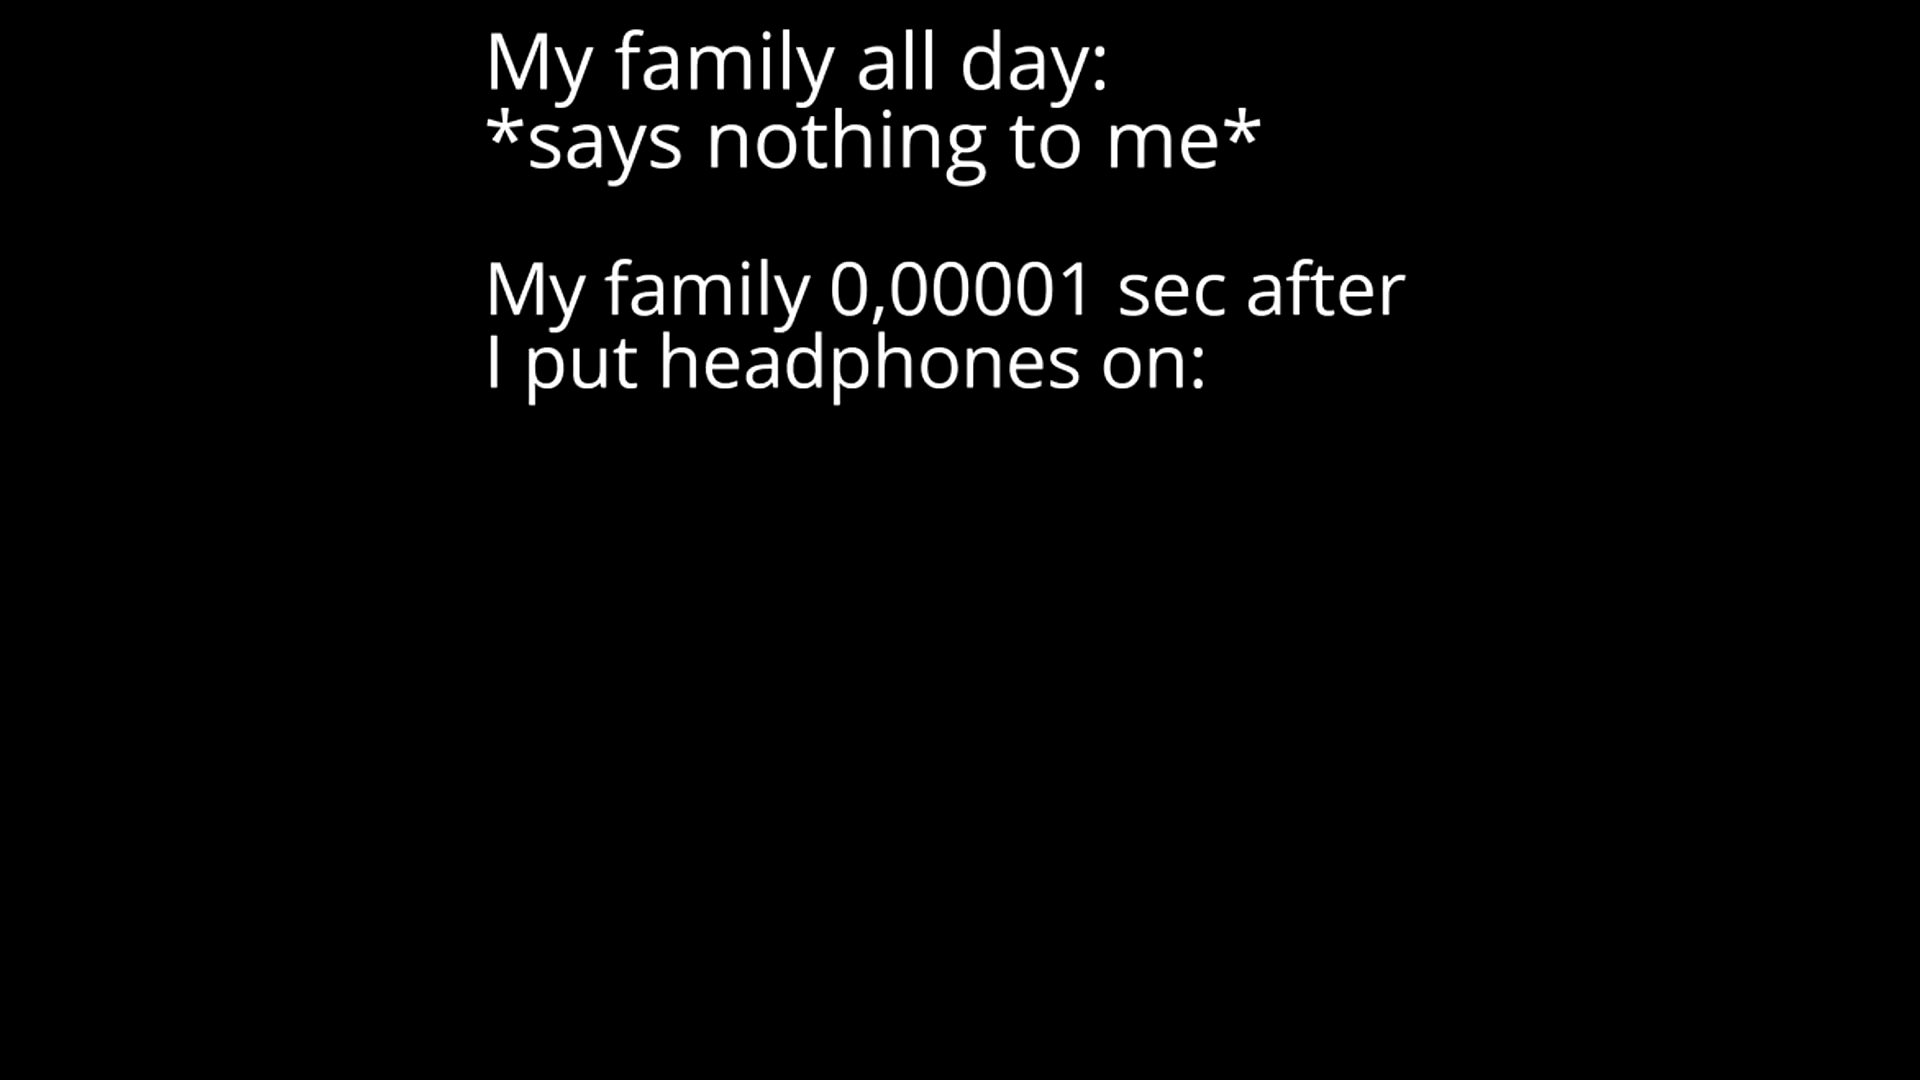 My family all day:
*says nothing to me*
My family 0,00001 sec after
I put headphones on: